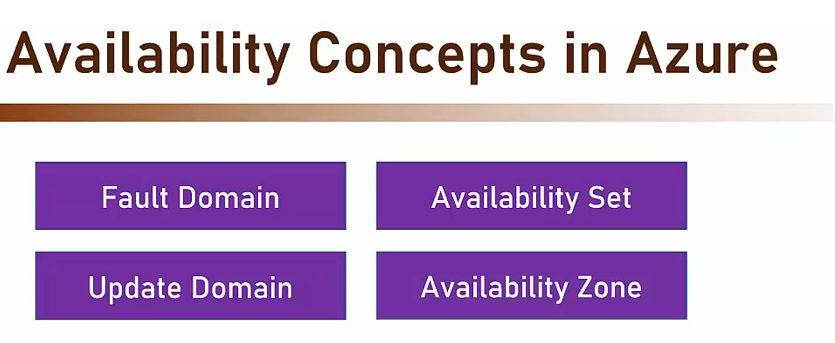 Availability Concepts in Azure
Fault Domain
Availability Set
Update Domain
Availability Zone